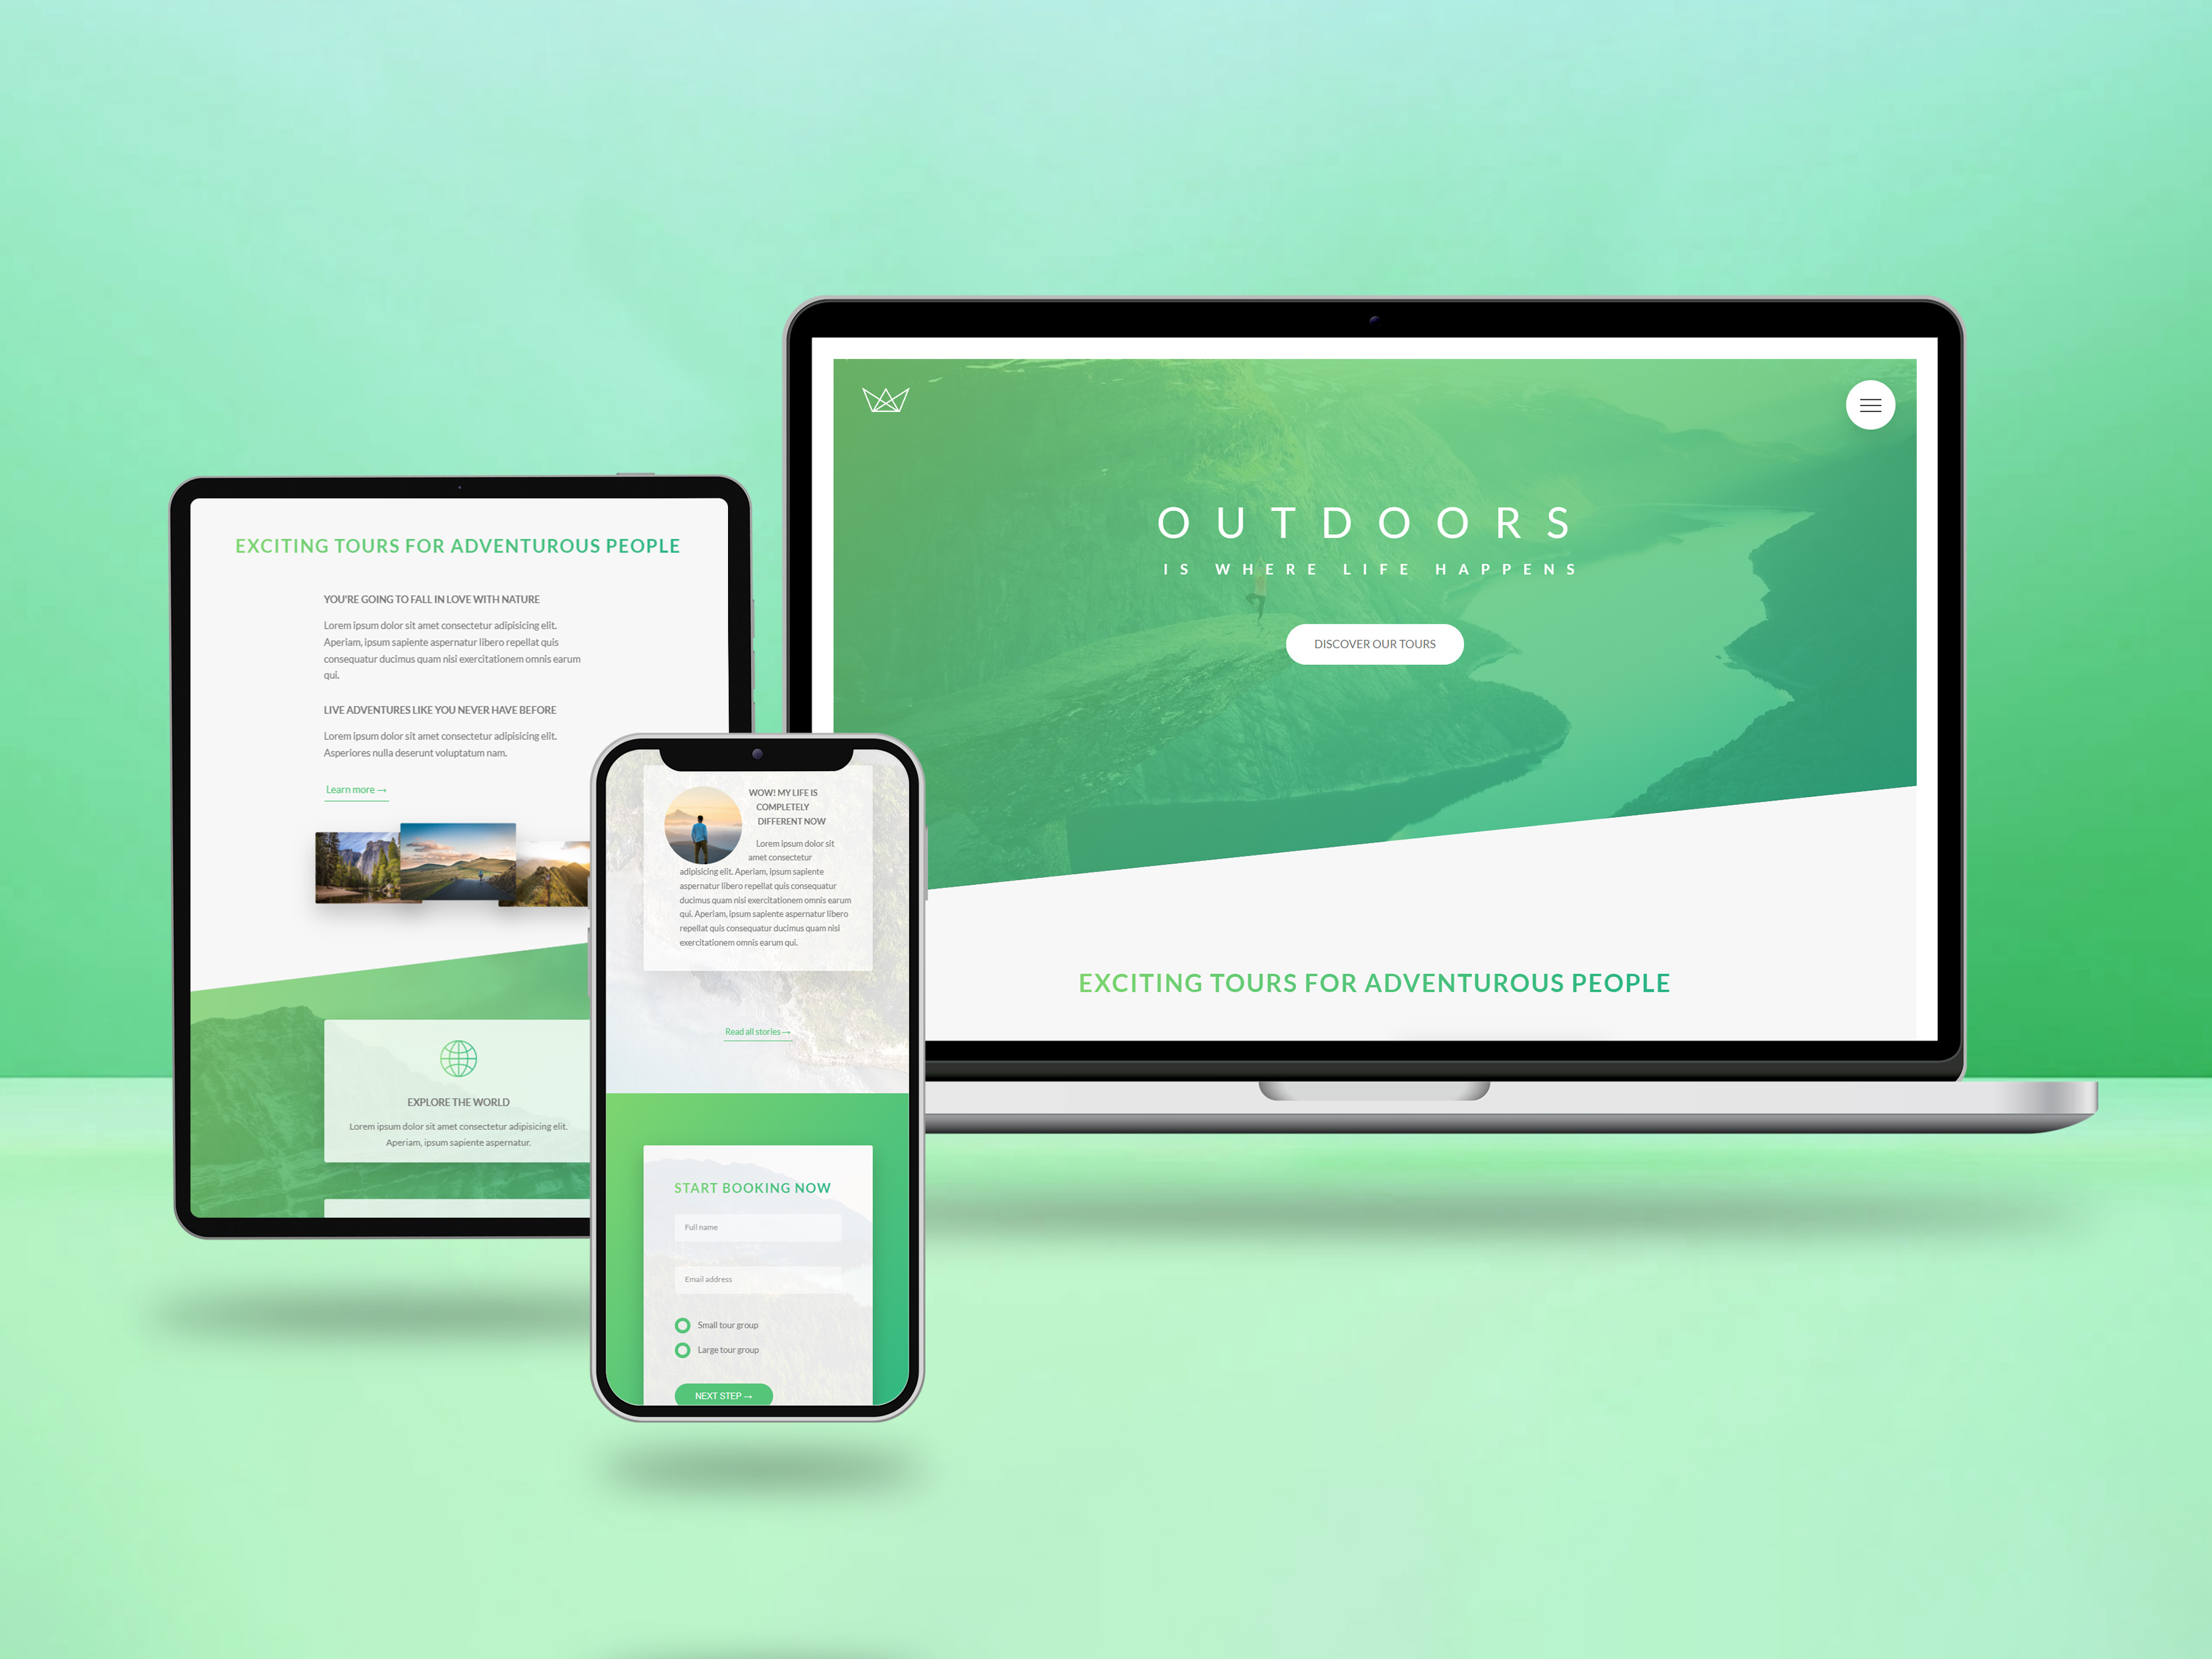 OUTDOORS
IS WHERE LIFE HAPPENS
DISCOVER OUR TOURS
EXCITING TOURS FOR ADVENTUROUS PEOPLE
EXCITING TOURS FOR ADVENTUROUS PEOPLE
YOU'RE GOING TO FALL IN LOVE WITH NATURE
Lorem ipsum dolor sit amet consectetur adipisicing elit.
Aperiam, ipsum sapiente aspernatur libero repellat quis
consequatur ducimus quam nisi exercitationem omnis earum
qui.
LIVE ADVENTURES LIKE YOU NEVER HAVE BEFORE
Lorem ipsum dolor sit amet consectetur adipisicing elit.
Asperiores nulla deserunt voluptatum nam.
Learn more →
EXPLORE THE WORLD
Lorem ipsum dolor sit amet consectetur adipisicing elit.
Aperiam, ipsum sapiente aspernatur.
WOW! MY LIFE IS
COMPLETELY
DIFFERENT NOW
Lorem ipsum dolor sit
amet consectetur
adipisicing elit. Aperiam, ipsum sapiente
aspernatur libero repellat quis consequatur
ducimus quam nisi exercitationem omnis earum
qui. Aperiam, ipsum sapiente aspernatur libero
repellat quis consequatur ducimus quam nisi
exercitationem omnis earum qui.
Read all stories →
START BOOKING NOW
Full name
Email address
Small tour group
Large tour group
NEXT STEP →